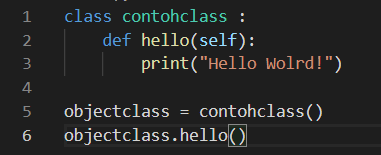 1 class contohclass :
2     def hello(self):
3         print("Hello Wolrd!")
4
5 objectclass = contohclass()
6 objectclass.hello()